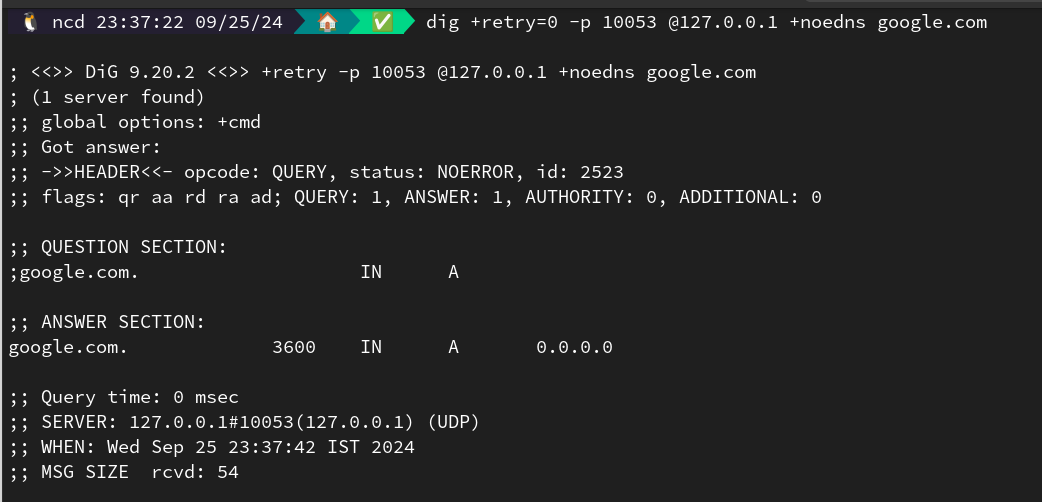 🐧 ncd 23:37:22 09/25/24 🏠 ✅ dig +retry=0 -p 10053 @127.0.0.1 +noedns google.com
; <<>> DiG 9.20.2 <<>> +retry -p 10053 @127.0.0.1 +noedns google.com
; (1 server found)
;; global options: +cmd
;; Got answer:
;; ->>HEADER<<- opcode: QUERY, status: NOERROR, id: 2523
;; flags: qr aa rd ra ad; QUERY: 1, ANSWER: 1, AUTHORITY: 0, ADDITIONAL: 0
;; QUESTION SECTION:
;google.com. IN A
;; ANSWER SECTION:
google.com. 3600 IN A 0.0.0.0
;; Query time: 0 msec
;; SERVER: 127.0.0.1#10053(127.0.0.1) (UDP)
;; WHEN: Wed Sep 25 23:37:42 IST 2024
;; MSG SIZE  rcvd: 54